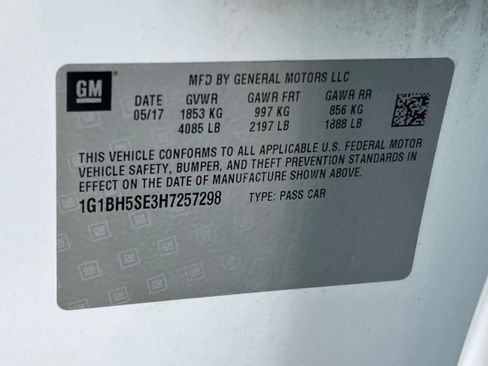 GM
MFD BY GENERAL MOTORS LLC
DATE GVWR GAWR FRT GAWR RR
05/17 1853 KG 997 KG 856 KG
4085 LB 2197 LB 1888 LB
THIS VEHICLE CONFORMS TO ALL APPLICABLE U.S. FEDERAL MOTOR
VEHICLE SAFETY, BUMPER, AND THEFT PREVENTION STANDARDS IN
EFFECT ON THE DATE OF MANUFACTURE SHOWN ABOVE.
1G1BH5SE3H7257298 TYPE: PASS CAR